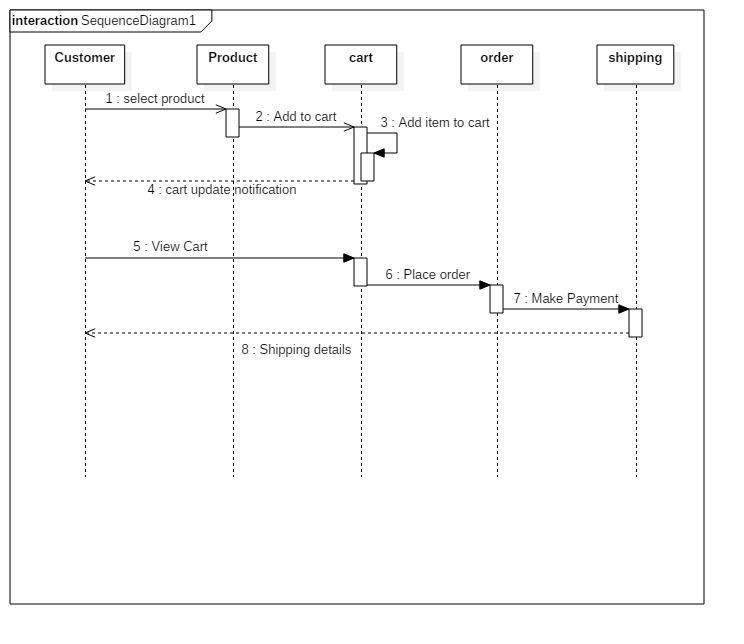 interaction SequenceDiagram1
Customer
Product
cart
order
shipping
1 : select product
2 : Add to cart
3 : Add item to cart
4 : cart update notification
5 : View Cart
6 : Place order
7 : Make Payment
8 : Shipping details